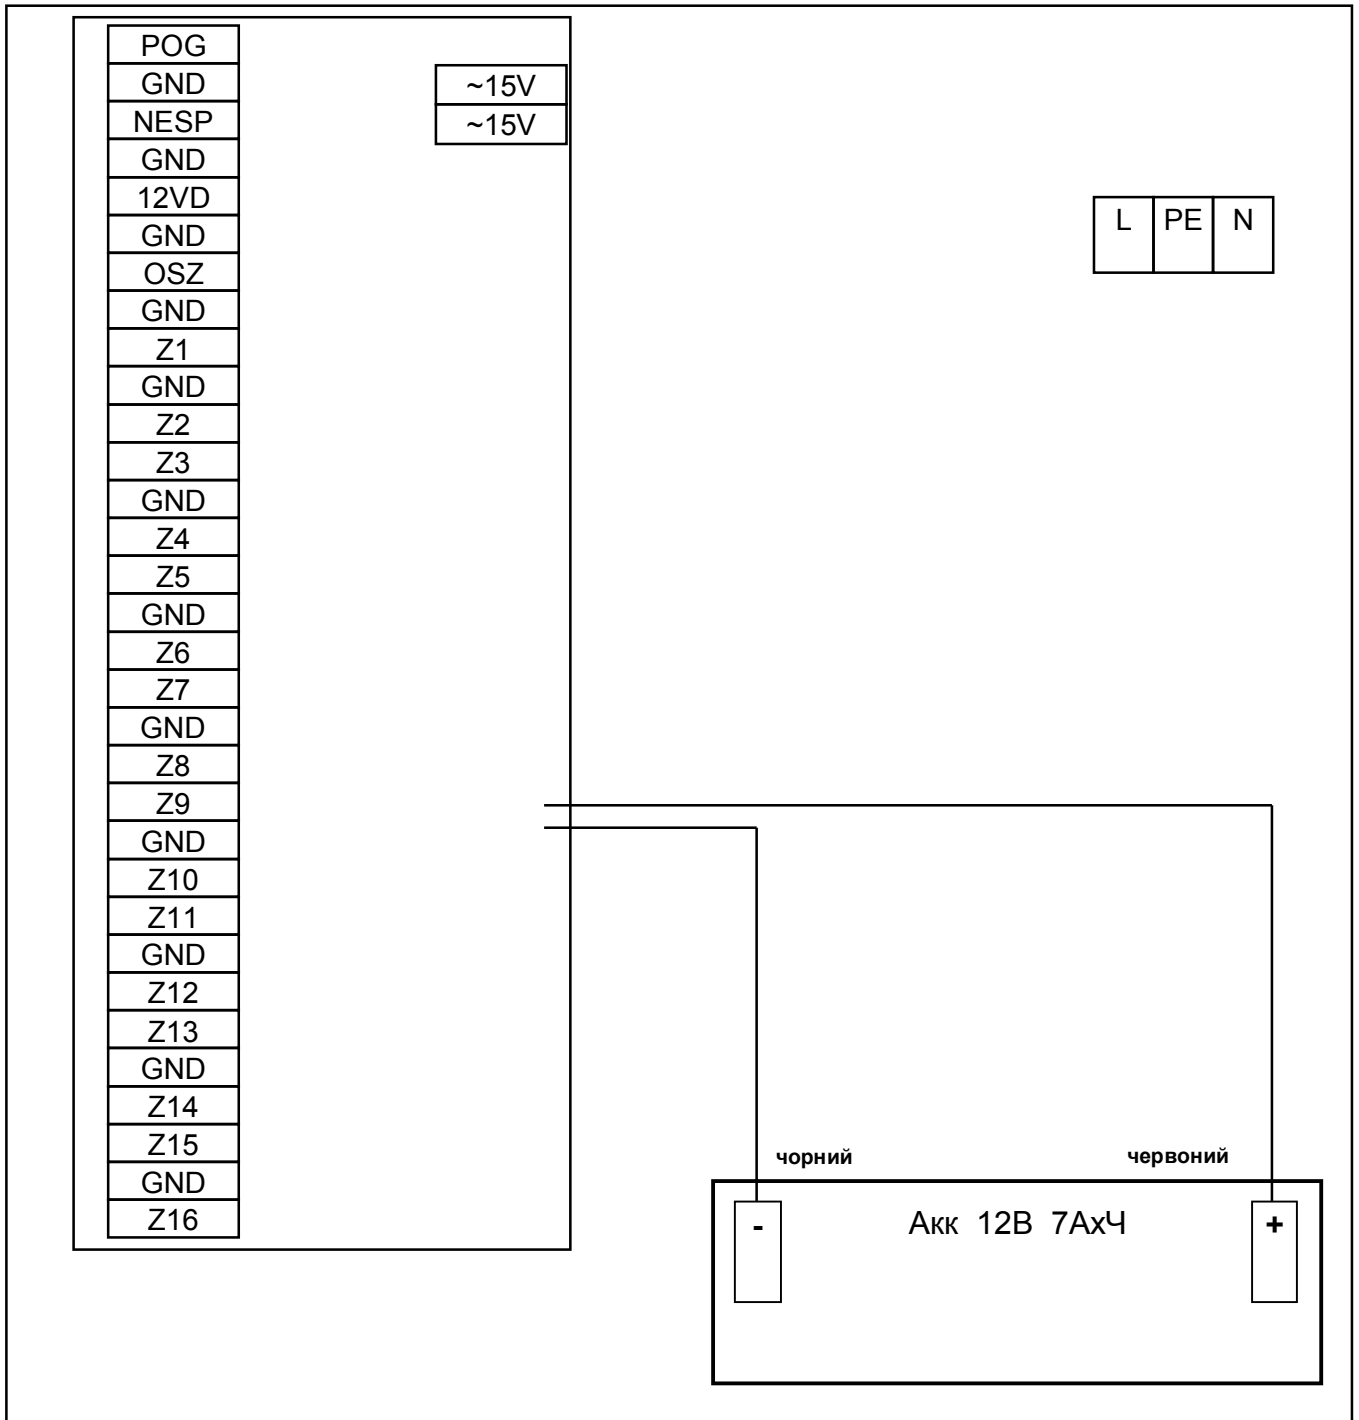 POG
GND
NESP
GND
12VD
GND
OSZ
GND
Z1
GND
Z2
Z3
GND
Z4
Z5
GND
Z6
Z7
GND
Z8
Z9
GND
Z10
Z11
GND
Z12
Z13
GND
Z14
Z15
GND
Z16
~15V
~15V
L PE N
чорний
червоний
- Акк 12В 7АхЧ +